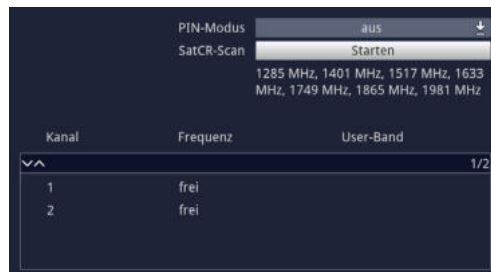 PIN-Modus aus
SatCR-Scan Starten
1285 MHz, 1401 MHz, 1517 MHz, 1633
MHz, 1749 MHz, 1865 MHz, 1981 MHz
Kanal Frequenz User-Band
1/2
1 frei
2 frei